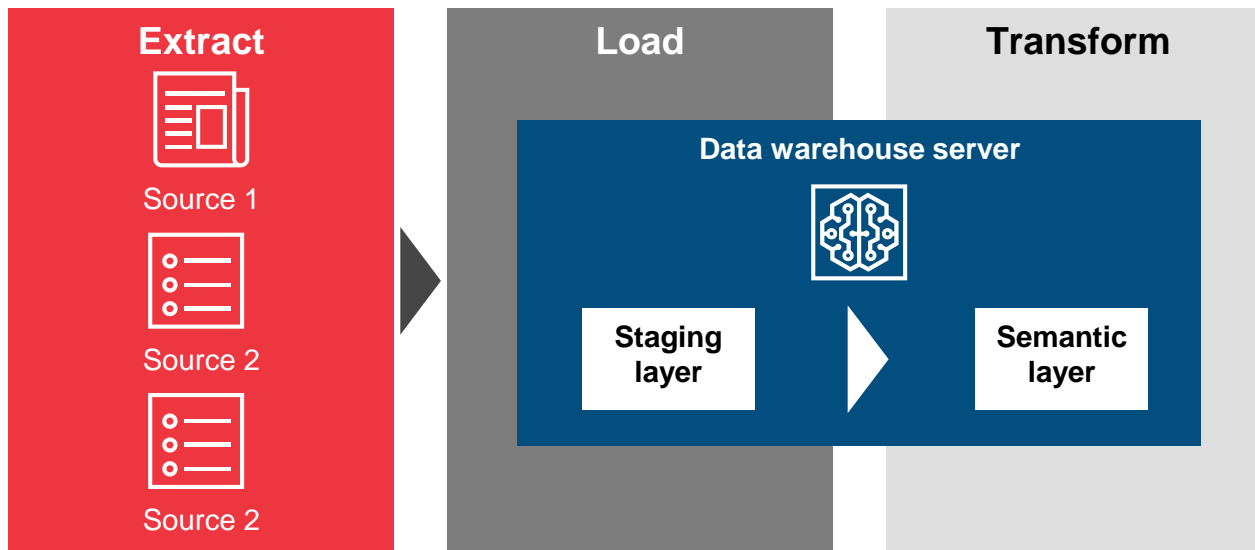 Extract
Source 1
Source 2
Source 2
Load
Transform
Data warehouse server
Staging
layer
Semantic
layer